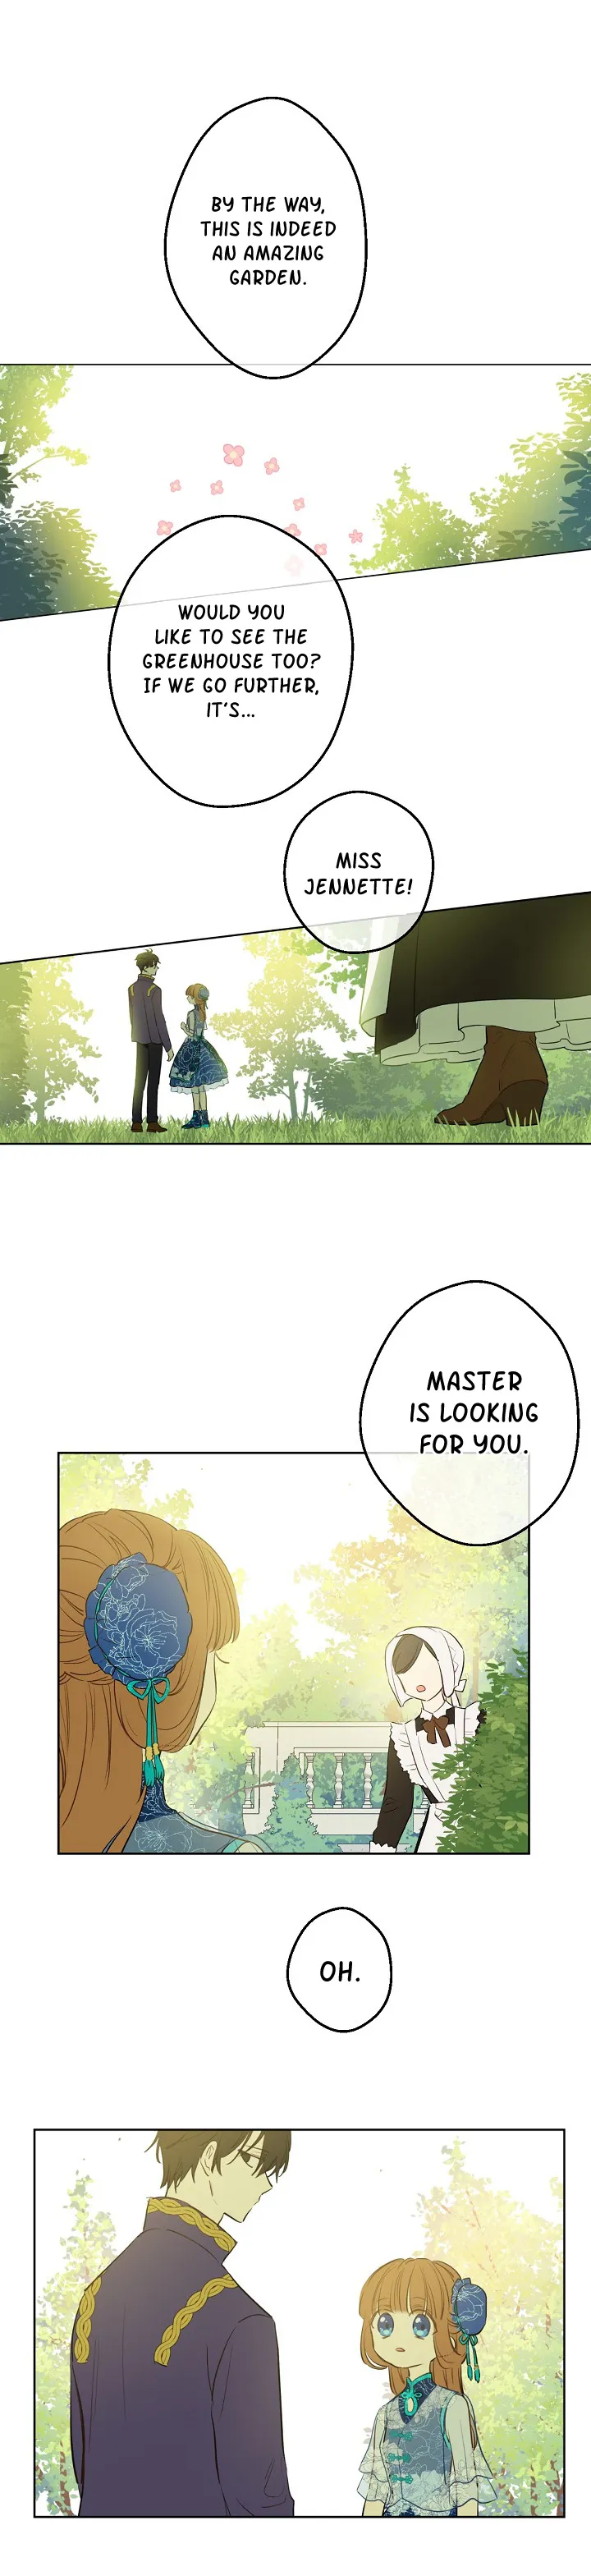 BY THE WAY,
THIS IS INDEED
AN AMAZING
GARDEN.
WOULD YOU
LIKE TO SEE THE
GREENHOUSE TOO?
IF WE GO FURTHER,
IT'S...
MISS
JENNETTE!
MASTER
IS LOOKING
FOR YOU.
OH.